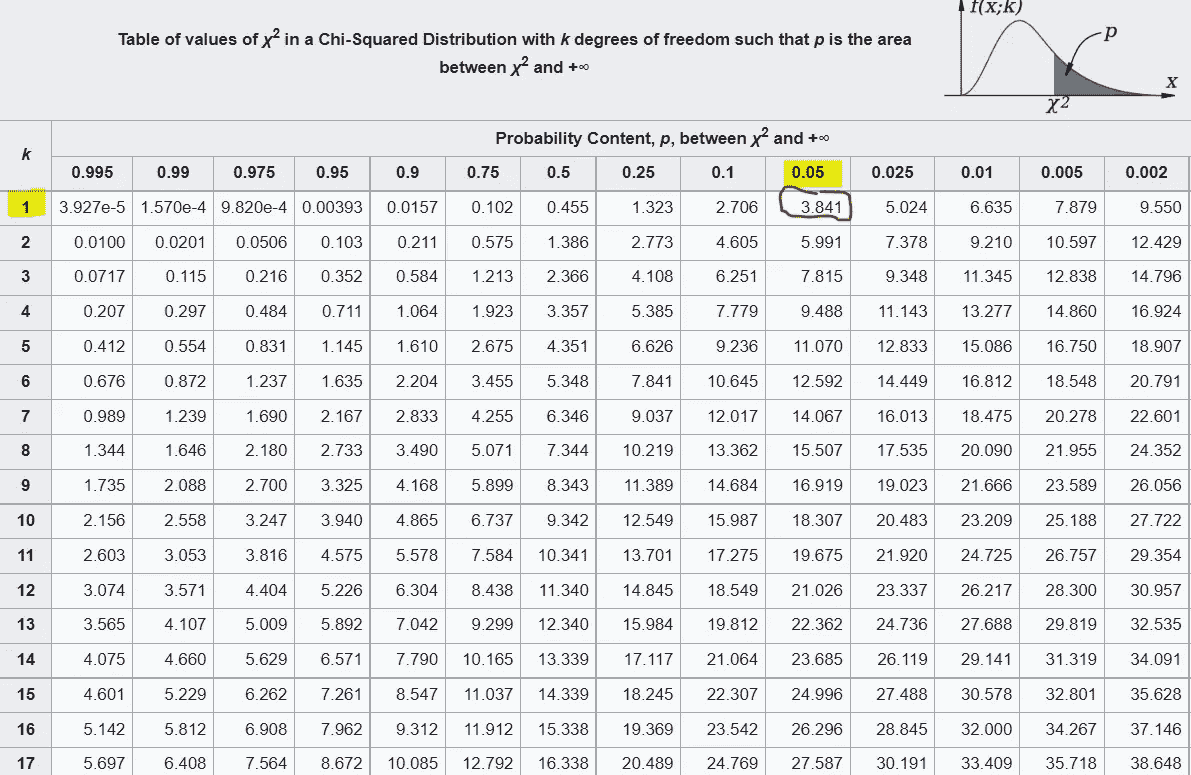 f(x;k)
Table of values of χ2 in a Chi-Squared Distribution with k degrees of freedom such that p is the area
between χ2 and +∞
p
x
χ2
k
Probability Content, p, between χ2 and +∞
0.995 0.99 0.975 0.95 0.9 0.75 0.5 0.25 0.1 0.05 0.025 0.01 0.005 0.002
1 3.927e-5 570e-4 9.820e-4 0.00393 0.0157 0.102 0.455 1.323 2.706 3.841 5.024 6.635 7.879 9.550
2 0.0100 0.0201 0.0506 0.103 0.211 0.575 1.386 2.773 4.605 5.991 7.378 9.210 10.597 12.429
3 0.0717 0.115 0.216 0.352 0.584 1.213 2.366 4.108 6.251 7.815 9.348 11.345 12.838 14.796
4 0.207 0.297 0.484 0.711 1.064 1.923 3.357 5.385 7.779 9.488 11.143 13.277 14.860 16.924
5 0.412 0.554 0.831 1.145 1.610 2.675 4.351 6.626 9.236 11.070 12.833 15.086 16.750 18.907
6 0.676 0.872 1.237 1.635 2.204 3.455 5.348 7.841 10.645 12.592 14.449 16.812 18.548 20.791
7 0.989 1.239 1.690 2.167 2.833 4.255 6.346 9.037 12.017 14.067 16.013 18.475 20.278 22.601
8 1.344 1.646 2.180 2.733 3.490 5.071 7.344 10.219 13.362 15.507 17.535 20.090 21.955 24.352
9 1.735 2.088 2.700 3.325 4.168 5.899 8.343 11.389 14.684 16.919 19.023 21.666 23.589 26.056
10 2.156 2.558 3.247 3.940 4.865 6.737 9.342 12.549 15.987 18.307 20.483 23.209 25.188 27.722
11 2.603 3.053 3.816 4.575 5.578 7.584 10.341 13.701 17.275 19.675 21.920 24.725 26.757 29.354
12 3.074 3.571 4.404 5.226 6.304 8.438 11.340 14.845 18.549 21.026 23.337 26.217 28.300 30.957
13 3.565 4.107 5.009 5.892 7.042 9.299 12.340 15.984 19.812 22.362 24.736 27.688 29.819 32.535
14 4.075 4.660 5.629 6.571 7.790 10.165 13.339 17.117 21.064 23.685 26.119 29.141 31.319 34.091
15 4.601 5.229 6.262 7.261 8.547 11.037 14.339 18.245 22.307 24.996 27.488 30.578 32.801 35.628
16 5.142 5.812 6.908 7.962 9.312 11.912 15.338 19.369 23.542 26.296 28.845 32.000 34.267 37.146
17 5.697 6.408 7.564 8.672 10.085 12.792 16.338 20.489 24.769 27.587 30.191 33.409 35.718 38.648